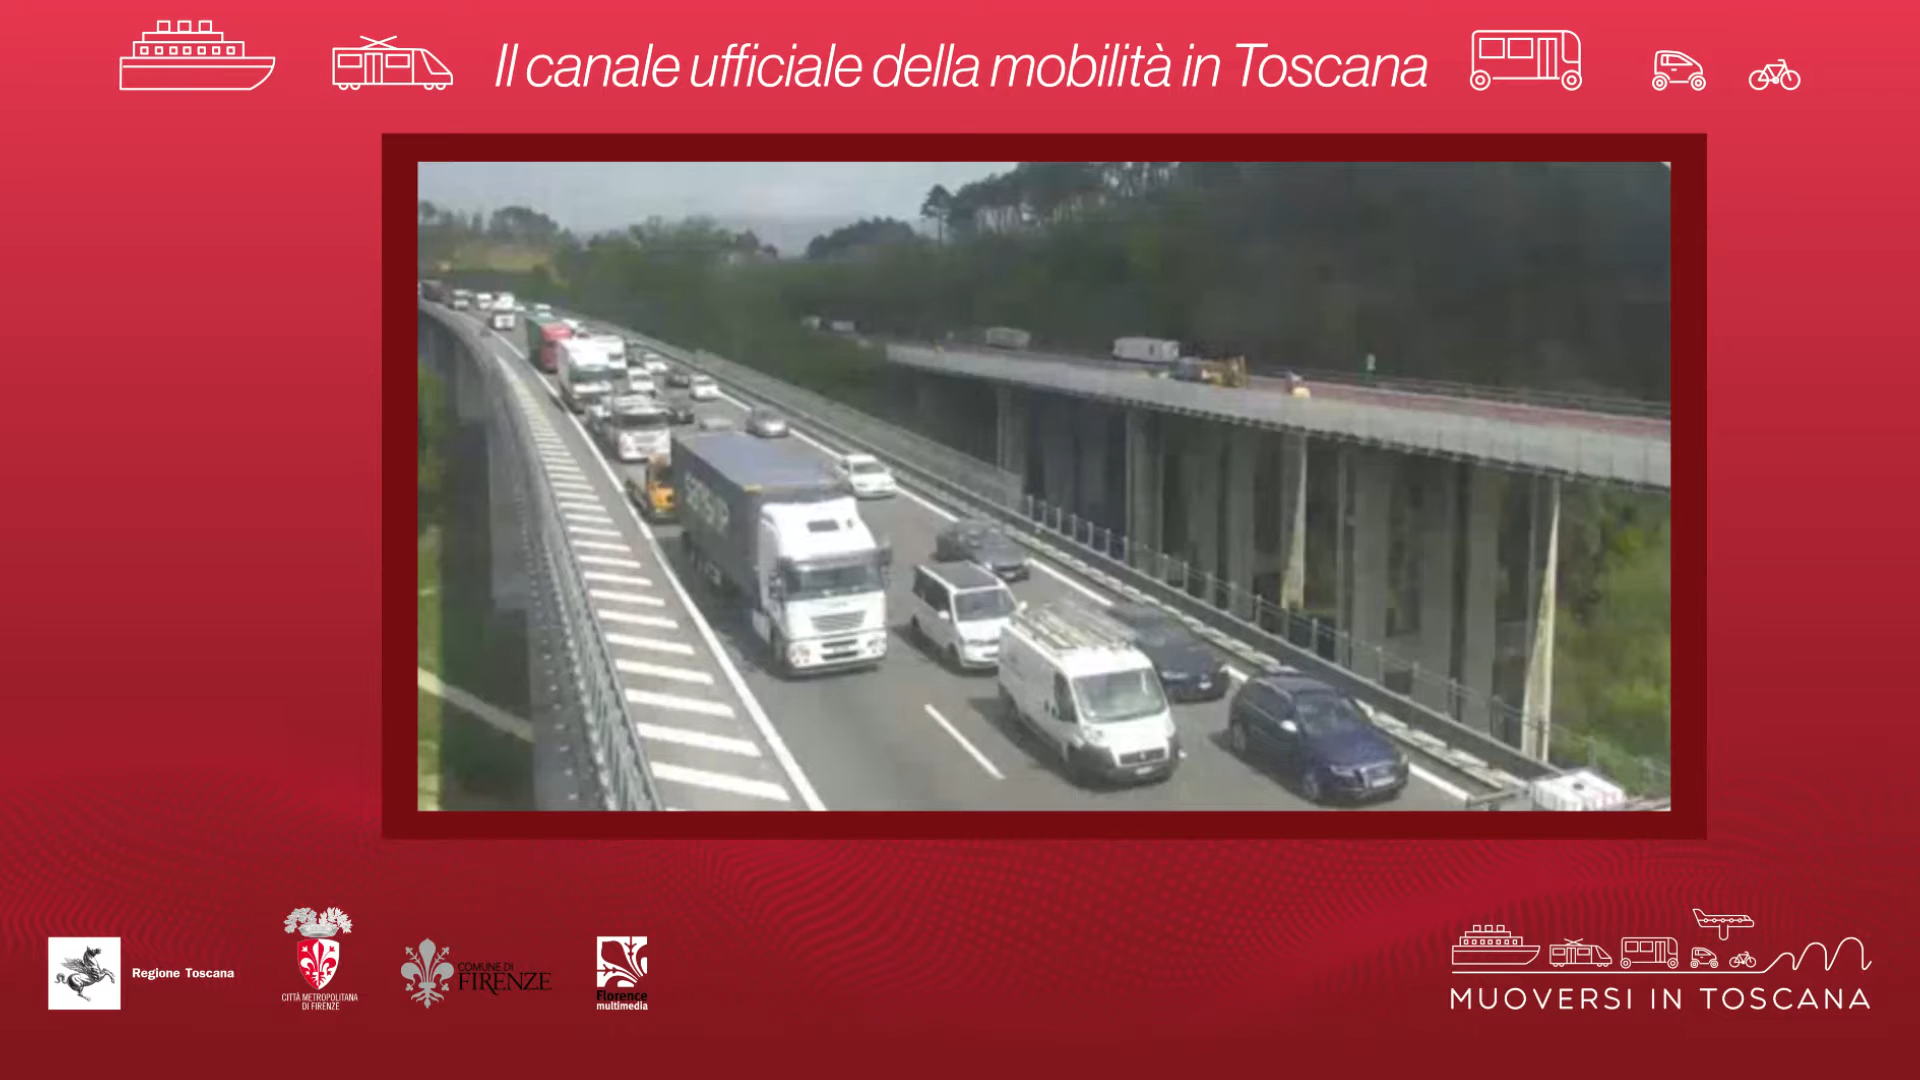 Il canale ufficiale della mobilità in Toscana
Regione Toscana
CITTÀ METROPOLITANA
DI FIRENZE
COMUNE DI
FIRENZE
Florence
multimedia
MUOVERSI IN TOSCANA